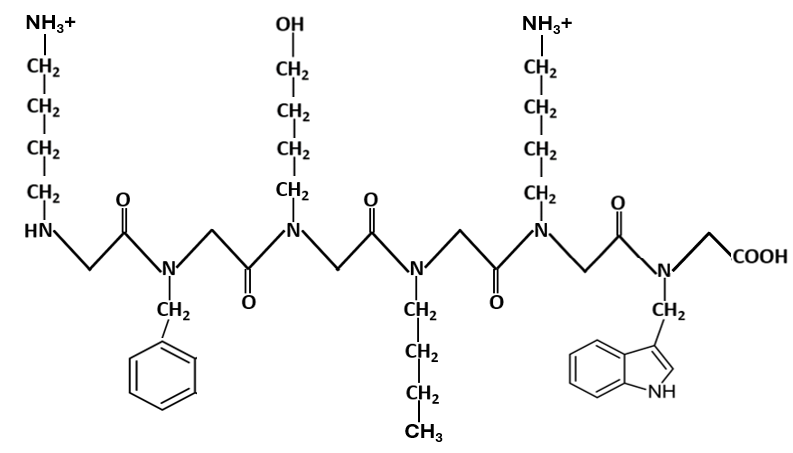 NH₃+ OH NH₃+
CH₂ CH₂ CH₂
CH₂ CH₂ CH₂
CH₂ CH₂ CH₂
CH₂ CH₂ CH₂
O O O
HN N N
COOH
N N N
O O
CH₂ CH₂ CH₂
CH₂
CH₂ NH
CH₃